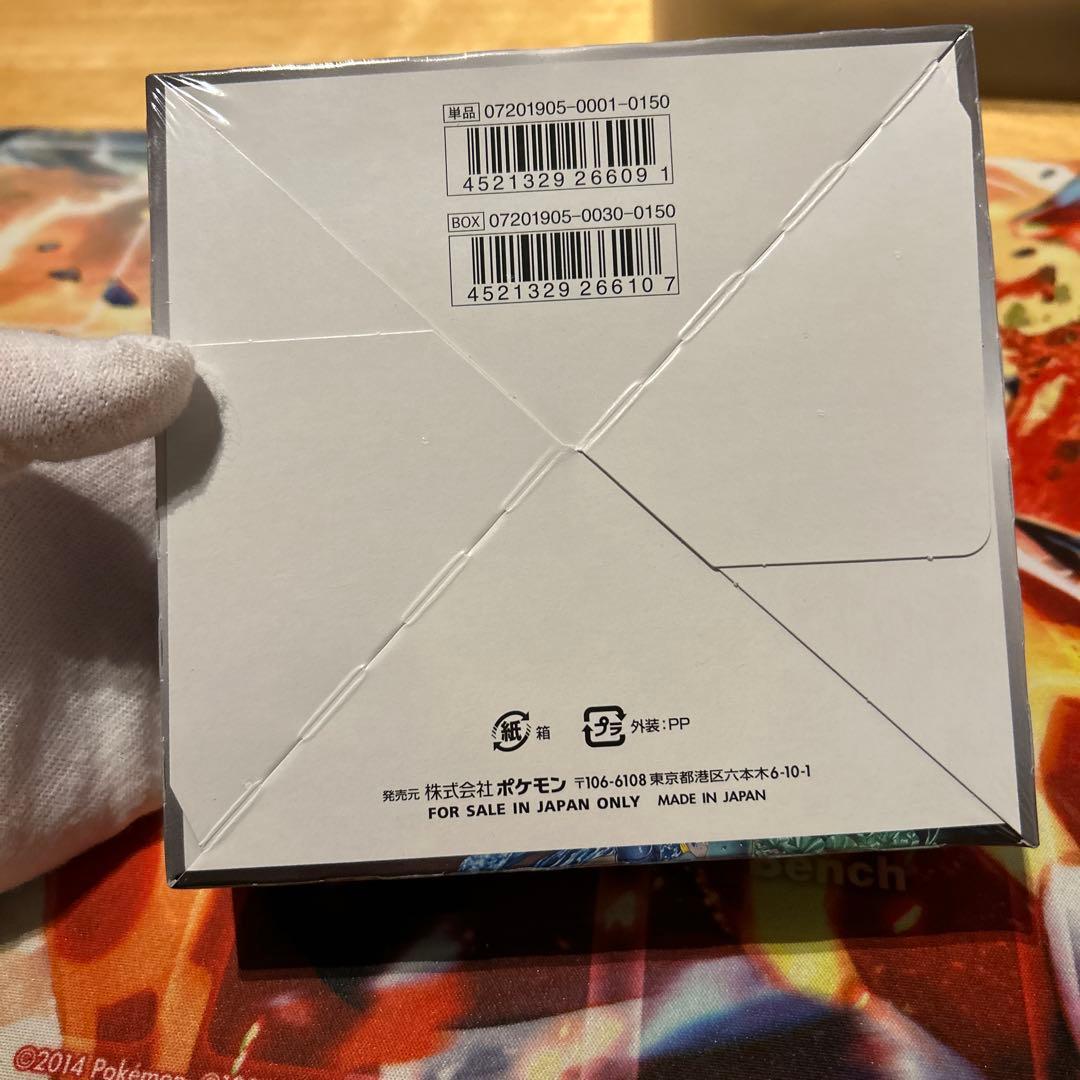 単品 07201905-0001-0150
4521329 26609 1
BOX 07201905-0030-0150
4521329 26610 7
紙 箱 プラ 外装:PP
発売元 株式会社 ポケモン 〒106-6108 東京都港区六本木6-10-1
FOR SALE IN JAPAN ONLY MADE IN JAPAN
Bench
©2014 Pokémon